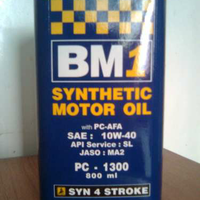 BM1
SYNTHETIC
MOTOR OIL
with PC-AFA
SAE : 10W-40
API Service : SL
JASO : MA2
PC - 1300
800 ml
SYN 4 STROKE